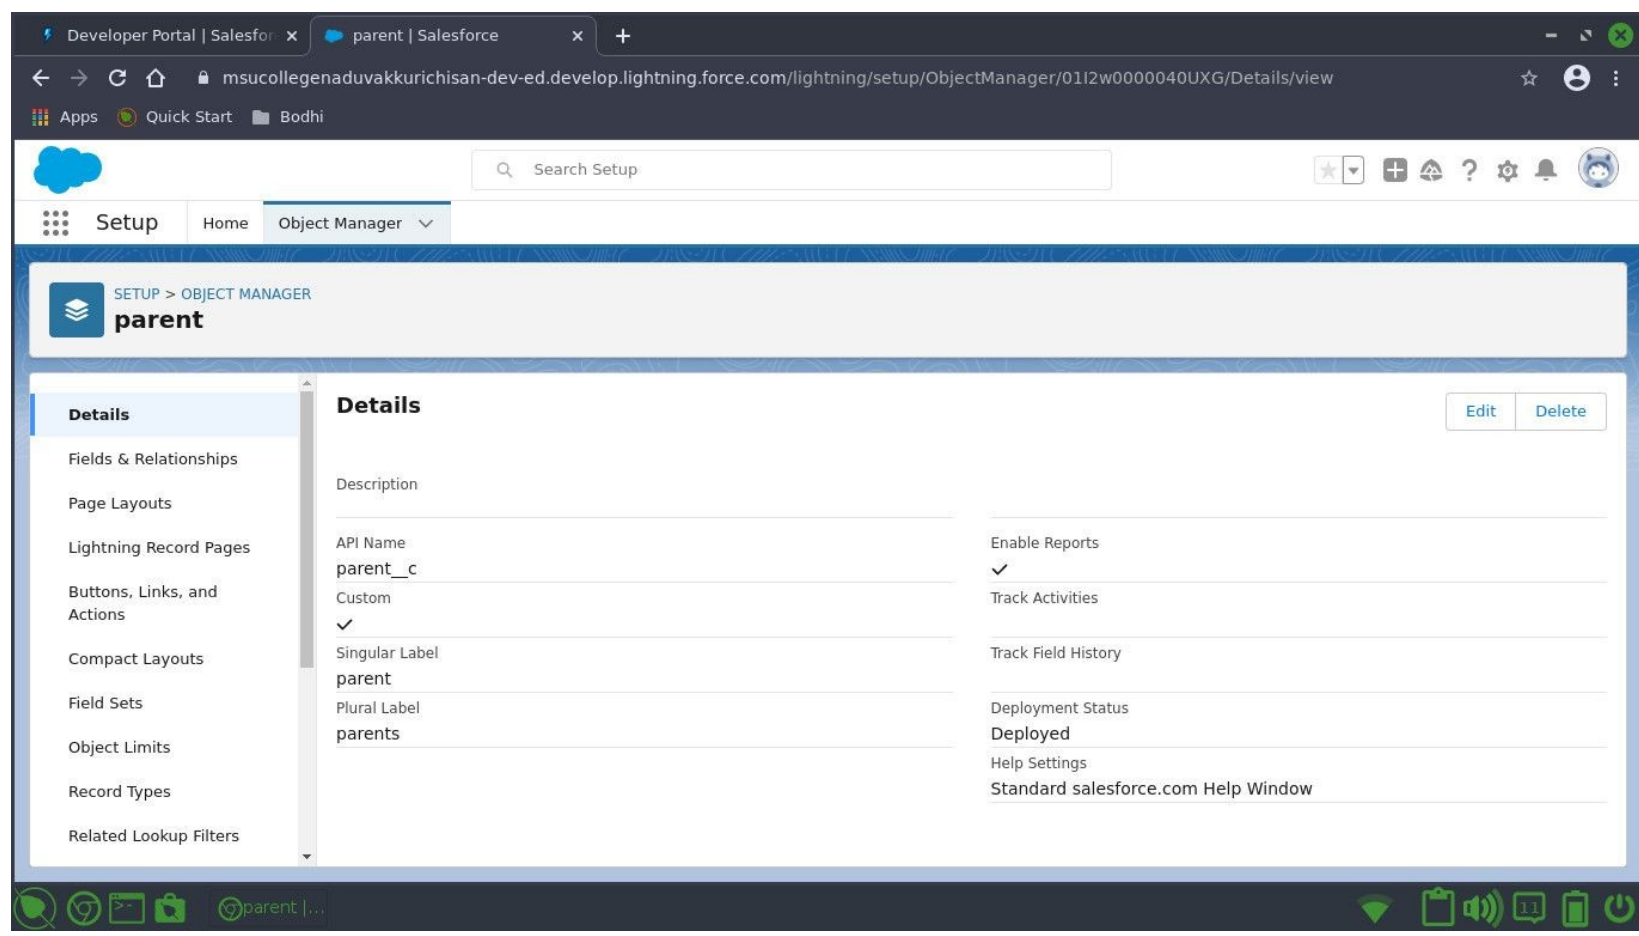 Developer Portal | Salesfor
parent | Salesforce
msucollegenaduvakkurichisan-dev-ed.develop.lightning.force.com/lightning/setup/ObjectManager/01I2w0000040UXG/Details/view
Apps
Quick Start
Bodhi
Search Setup
Setup
Home
Object Manager
SETUP > OBJECT MANAGER
parent
Details
Fields & Relationships
Page Layouts
Lightning Record Pages
Buttons, Links, and
Actions
Compact Layouts
Field Sets
Object Limits
Record Types
Related Lookup Filters
Details
Edit
Delete
Description
API Name
parent__c
Custom
Singular Label
parent
Plural Label
parents
Enable Reports
Track Activities
Track Field History
Deployment Status
Deployed
Help Settings
Standard salesforce.com Help Window
parent |...
11